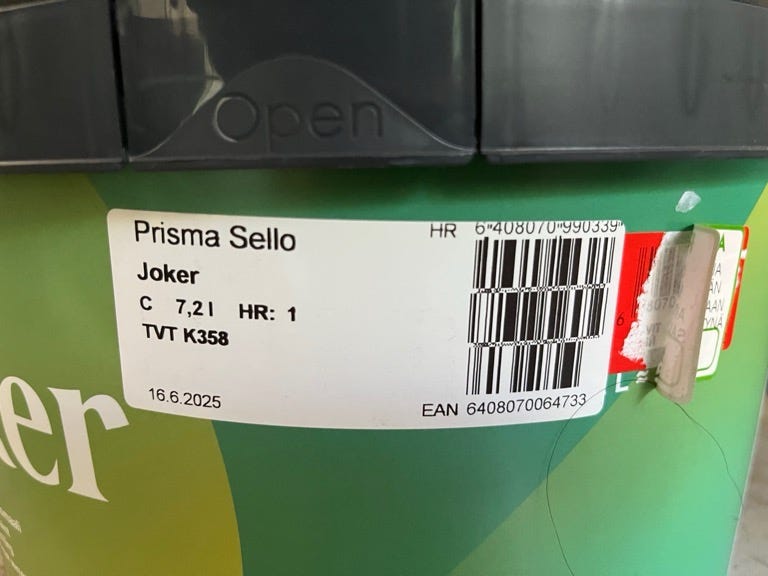 Open
Prisma Sello
HR 6"408070"990339"
Joker
C 7,2 l HR: 1
TVT K358
16.6.2025
EAN 6408070064733
er